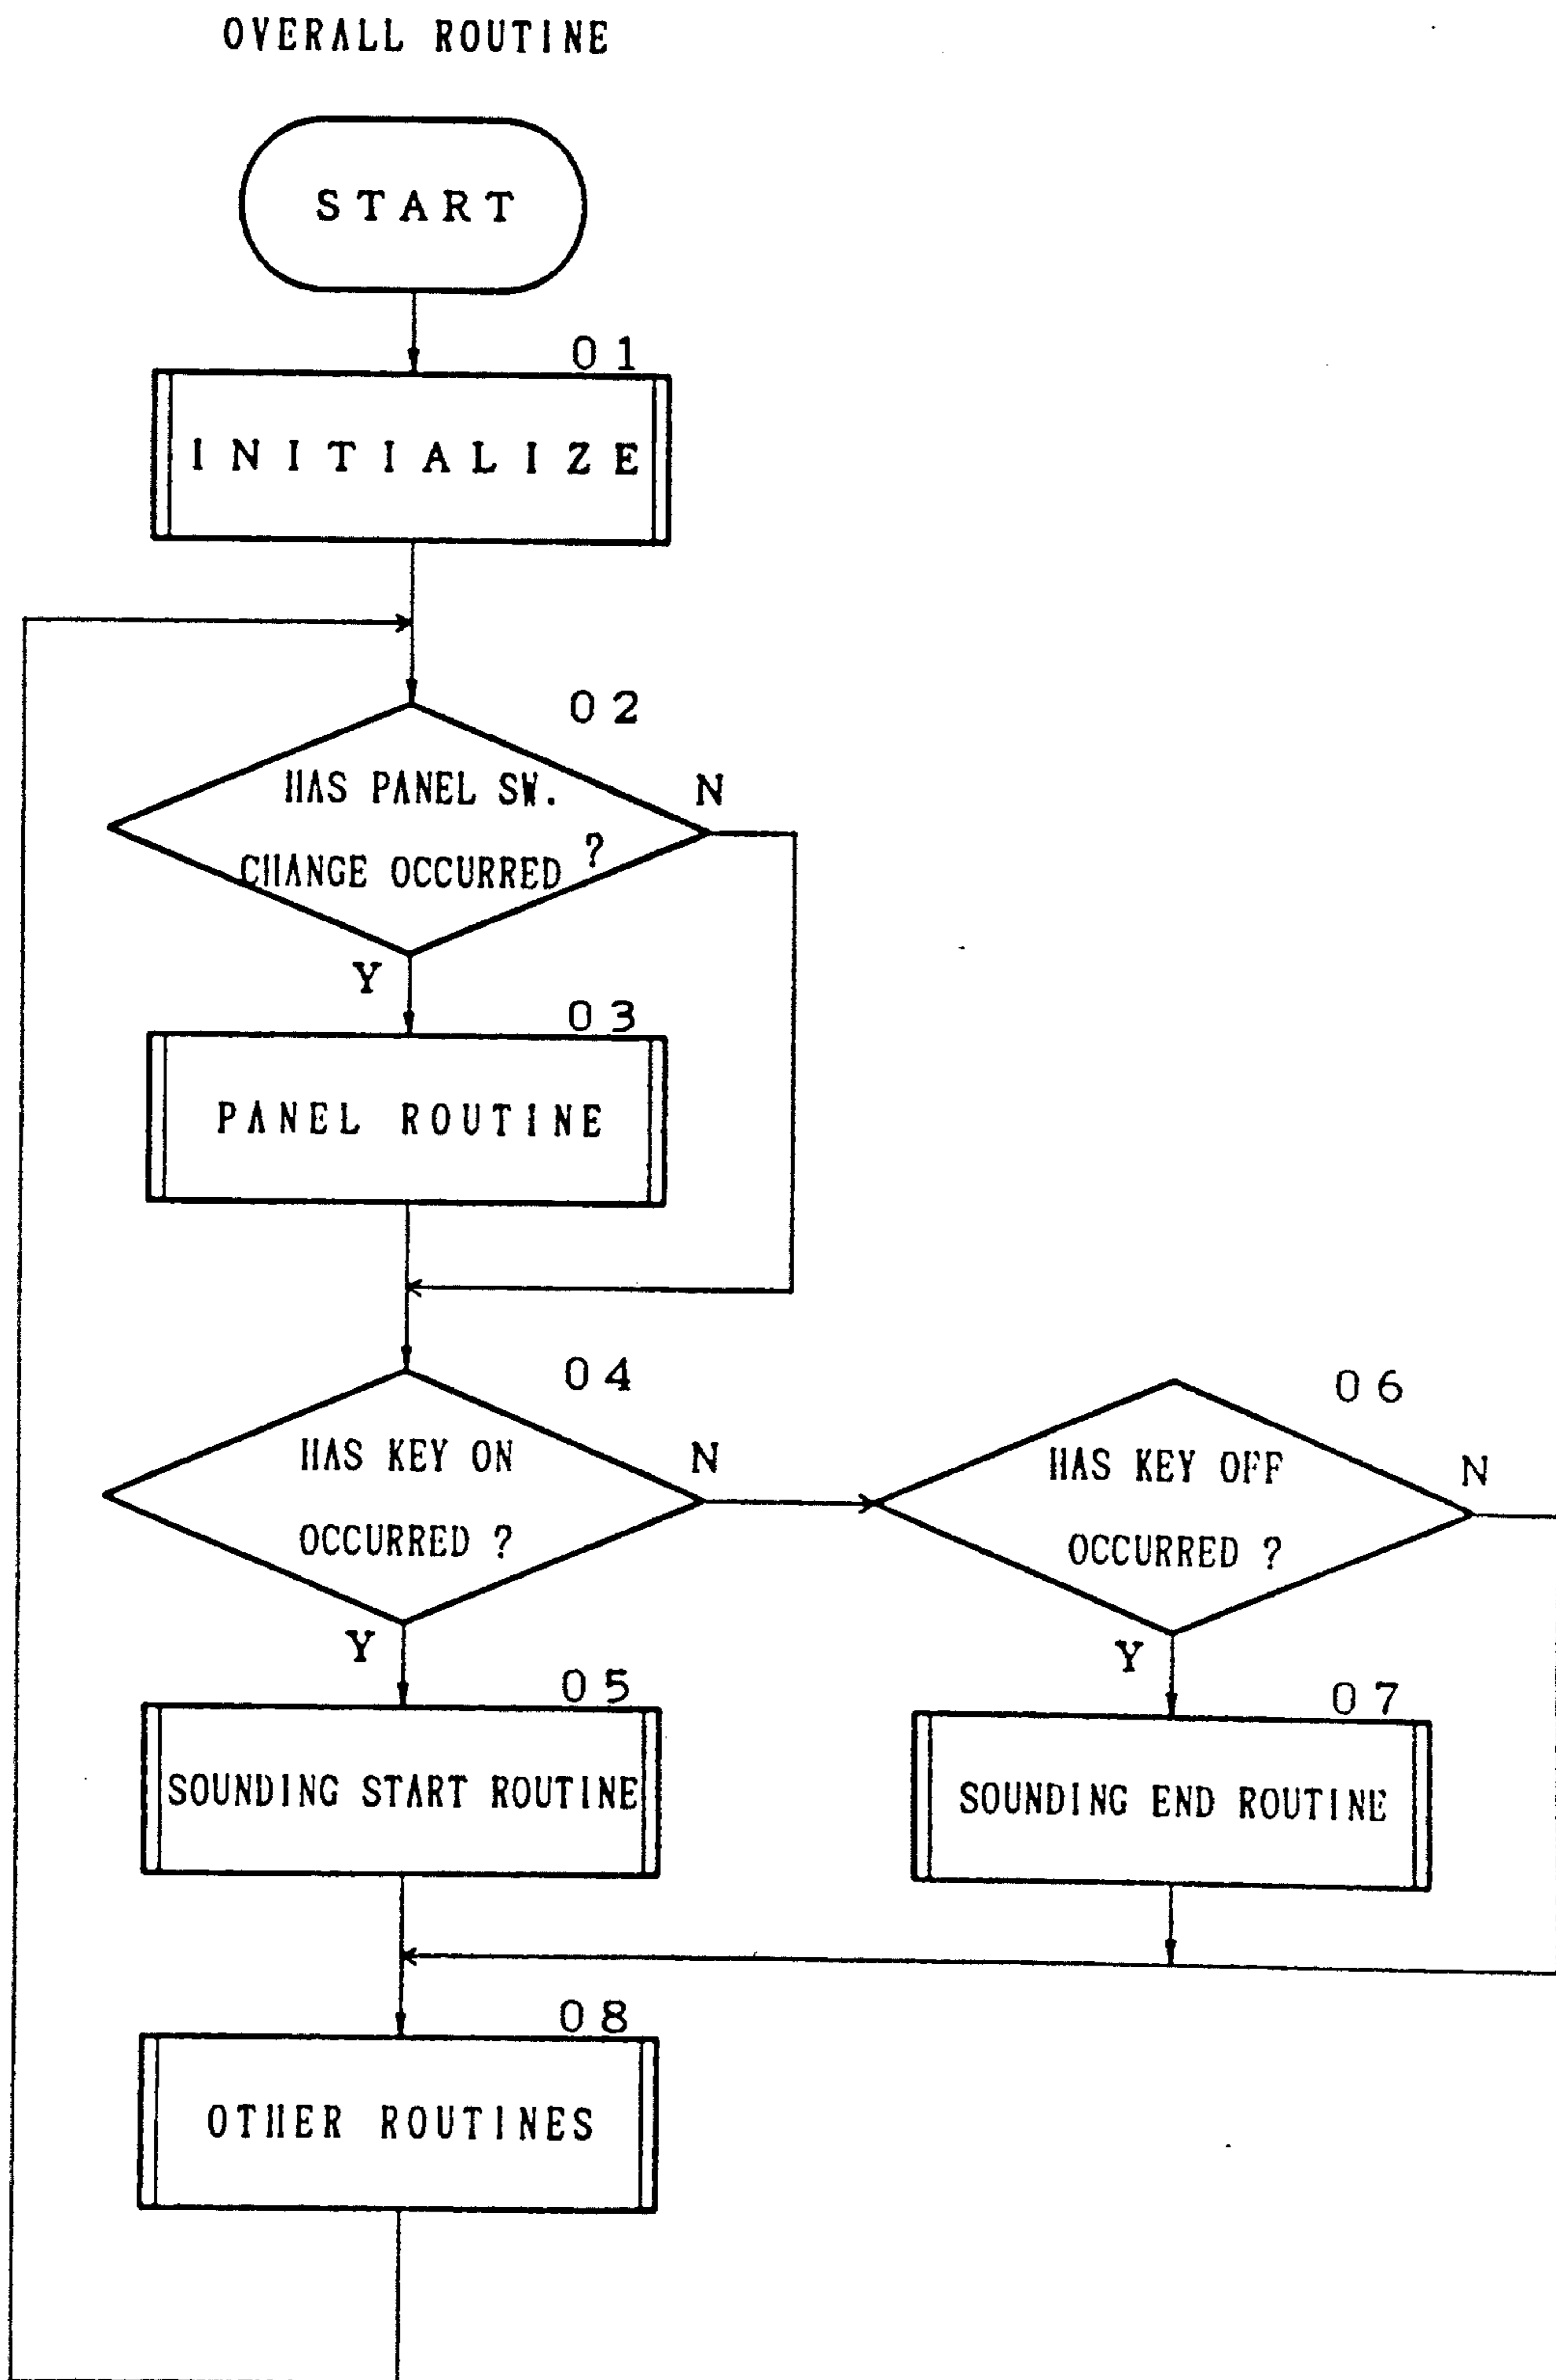 OVERALL ROUTINE
START
01
INITIALIZE
02
HAS PANEL SW.
CHANGE OCCURRED ?
N
Y
03
PANEL ROUTINE
04
HAS KEY ON
OCCURRED ?
N
Y
06
HAS KEY OFF
OCCURRED ?
N
Y
05
SOUNDING START ROUTINE
07
SOUNDING END ROUTINE
08
OTHER ROUTINES